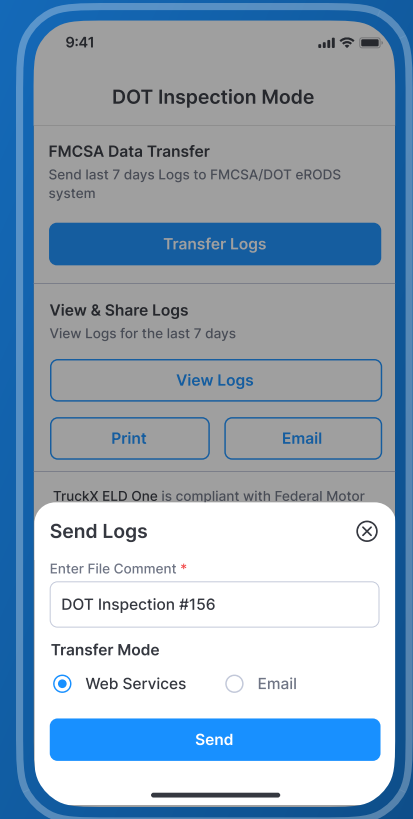 9:41
DOT Inspection Mode
FMCSA Data Transfer
Send last 7 days Logs to FMCSA/DOT eRODS
system
Transfer Logs
View & Share Logs
View Logs for the last 7 days
View Logs
Print
Email
TruckX ELD One is compliant with Federal Motor
Send Logs
Enter File Comment *
DOT Inspection #156
Transfer Mode
Web Services
Email
Send